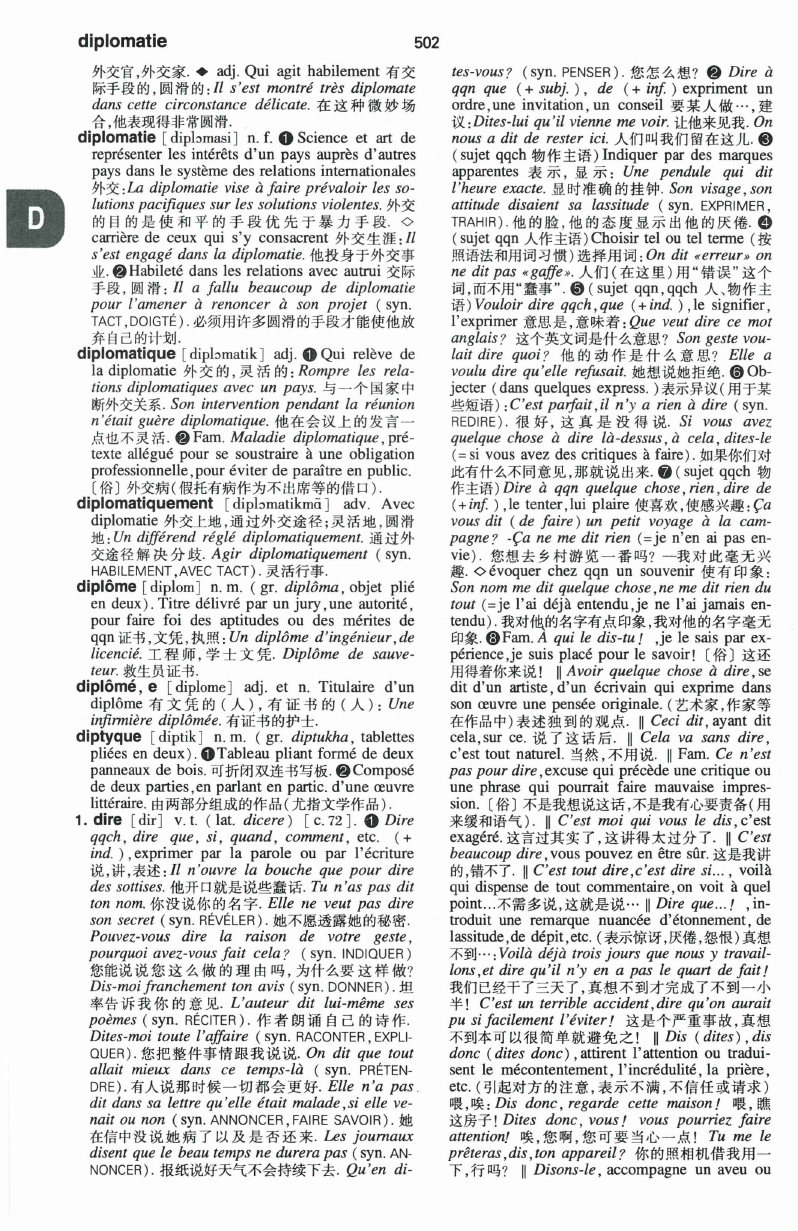 diplomatie
502
外交官,外交家. ◆ adj. Qui agit habilement 有交
际手段的,圆滑的:Il s'est montré très diplomate
dans cette circonstance délicate. 在这种微妙场
合,他表现得非常圆滑.
diplomatie [diplɔmasi] n. f. ❶ Science et art de
représenter les intérêts d'un pays auprès d'autres
pays dans le système des relations internationales
外交:La diplomatie vise à faire prévaloir les so-
lutions pacifiques sur les solutions violentes. 外交
的目的是使和平的手段优先于暴力手段. ◇
carrière de ceux qui s'y consacrent 外交生涯:Il
s'est engagé dans la diplomatie. 他投身于外交事
业. ❷ Habileté dans les relations avec autrui 交际
手段,圆滑: Il a fallu beaucoup de diplomatie
pour l'amener à renoncer à son projet (syn.
TACT,DOIGTÉ). 必须用许多圆滑的手段才能使他放
弃自己的计划.
diplomatique [diplɔmatik] adj. ❶ Qui relève de
la diplomatie 外交的,灵活的: Rompre les rela-
tions diplomatiques avec un pays. 与一个国家中
断外交关系. Son intervention pendant la réunion
n'était guère diplomatique. 他在会议上的发言一
点也不灵活. ❷ Fam. Maladie diplomatique,pré-
texte allégué pour se soustraire à une obligation
professionnelle,pour éviter de paraître en public.
〔俗〕外交病(假托有病作为不出席等的借口).
diplomatiquement [diplɔmatikmã] adv. Avec
diplomatie 外交上地,通过外交途径;灵活地,圆滑
地:Un différend réglé diplomatiquement. 通过外
交途径解决分歧. Agir diplomatiquement (syn.
HABILEMENT,AVEC TACT). 灵活行事.
diplôme [diplom] n. m. (gr. diplôma, objet plié
en deux). Titre délivré par un jury,une autorité,
pour faire foi des aptitudes ou des mérites de
qqn 证书,文凭,执照:Un diplôme d'ingénieur,de
licencié. 工程师,学士文凭. Diplôme de sauve-
teur. 救生员证书.
diplômé, e [diplome] adj. et n. Titulaire d'un
diplôme 有文凭的(人),有证书的(人): Une
infirmière diplômée. 有证书的护士.
diptyque [diptik] n. m. (gr. diptukha, tablettes
pliées en deux). ❶ Tableau pliant formé de deux
panneaux de bois. 可折闭双连书写板. ❷ Composé
de deux parties,en parlant en partic. d'une œuvre
littéraire. 由两部分组成的作品(尤指文学作品).
1. dire [dir] v. t. (lat. dicere) [c. 72]. ❶ Dire
qqch, dire que, si, quand, comment, etc. (+
ind.),exprimer par la parole ou par l'écriture
说,讲,表述:Il n'ouvre la bouche que pour dire
des sottises. 他开口就是说些蠢话. Tu n'as pas dit
ton nom. 你没说你的名字. Elle ne veut pas dire
son secret (syn. RÉVÉLER). 她不愿透露她的秘密.
Pouvez-vous dire la raison de votre geste,
pourquoi avez-vous fait cela? (syn. INDIQUER)
您能说说您这么做的理由吗,为什么要这样做?
Dis-moi franchement ton avis (syn. DONNER). 坦
率告诉我你的意见. L'auteur dit lui-même ses
poèmes (syn. RÉCITER). 作者朗诵自己的诗作.
Dites-moi toute l'affaire (syn. RACONTER,EXPLI-
QUER). 您把整件事情跟我说说. On dit que tout
allait mieux dans ce temps-là (syn. PRÉTEN-
DRE). 有人说那时候一切都会更好. Elle n'a pas
dit dans sa lettre qu'elle était malade,si elle ve-
nait ou non (syn. ANNONCER,FAIRE SAVOIR). 她
在信中没说她病了以及是否还来. Les journaux
disent que le beau temps ne durera pas (syn. AN-
NONCER). 报纸说好天气不会持续下去. Qu'en di-
D
tes-vous? (syn. PENSER). 您怎么想? ❷ Dire à
qqn que (+ subj.), de (+ inf.) expriment un
ordre,une invitation, un conseil 要某人做…,建
议:Dites-lui qu'il vienne me voir. 让他来见我. On
nous a dit de rester ici. 人们叫我们留在这儿. ❸
(sujet qqch 物作主语) Indiquer par des marques
apparentes 表示, 显示: Une pendule qui dit
l'heure exacte. 显时准确的挂钟. Son visage,son
attitude disaient sa lassitude (syn. EXPRIMER,
TRAHIR). 他的脸,他的态度显示出他的厌倦. ❹
(sujet qqn 人作主语) Choisir tel ou tel terme (按
照语法和用词习惯)选择用词: On dit «erreur» on
ne dit pas «gaffe». 人们(在这里)用“错误”这个
词,而不用“蠢事”. ❺ (sujet qqn,qqch 人、物作主
语) Vouloir dire qqch,que (+ind.),le signifier,
l'exprimer 意思是,意味着:Que veut dire ce mot
anglais? 这个英文词是什么意思? Son geste vou-
lait dire quoi? 他的动作是什么意思? Elle a
voulu dire qu'elle refusait. 她想说她拒绝. ❻ Ob-
jecter (dans quelques express.)表示异议(用于某
些短语):C'est parfait,il n'y a rien à dire (syn.
REDIRE). 很好,这真是没得说. Si vous avez
quelque chose à dire là-dessus,à cela,dites-le
(=si vous avez des critiques à faire). 如果你们对
此有什么不同意见,那就说出来. ❼ (sujet qqch 物
作主语) Dire à qqn quelque chose,rien,dire de
(+inf.),le tenter,lui plaire 使喜欢,使感兴趣:Ça
vous dit (de faire) un petit voyage à la cam-
pagne? -Ça ne me dit rien (=je n'en ai pas en-
vie). 您想去乡村游览一番吗? —我对此毫无兴
趣. ◇ évoquer chez qqn un souvenir 使有印象:
Son nom me dit quelque chose,ne me dit rien du
tout (=je l'ai déjà entendu,je ne l'ai jamais en-
tendu). 我对他的名字有点印象,我对他的名字毫无
印象. ❽ Fam. À qui le dis-tu! ,je le sais par ex-
périence,je suis placé pour le savoir! 〔俗〕这还
用得着你来说! ‖ Avoir quelque chose à dire,se
dit d'un artiste,d'un écrivain qui exprime dans
son œuvre une pensée originale. (艺术家,作家等
在作品中)表述独到的观点. ‖ Ceci dit,ayant dit
cela,sur ce. 说了这话后. ‖ Cela va sans dire,
c'est tout naturel. 当然,不用说. ‖ Fam. Ce n'est
pas pour dire,excuse qui précède une critique ou
une phrase qui pourrait faire mauvaise impres-
sion. 〔俗〕不是我想说这话,不是我有心要责备(用
来缓和语气). ‖ C'est moi qui vous le dis,c'est
exagéré. 这言过其实了,这讲得太过分了. ‖ C'est
beaucoup dire,vous pouvez en être sûr. 这是我讲
的,错不了. ‖ C'est tout dire,c'est dire si..., voilà
qui dispense de tout commentaire,on voit à quel
point...不需多说,这就是说… ‖ Dire que...! ,in-
troduit une remarque nuancée d'étonnement, de
lassitude,de dépit,etc. (表示惊讶,厌倦,怨恨)真想
不到…:Voilà déjà trois jours que nous y travail-
lons,et dire qu'il n'y en a pas le quart de fait!
我们已经干了三天了,真想不到才完成了不到一小
半! C'est un terrible accident,dire qu'on aurait
pu si facilement l'éviter! 这是个严重事故,真想
不到本可以很简单就避免之! ‖ Dis (dites),dis
donc (dites donc),attirent l'attention ou tradui-
sent le mécontentement, l'incrédulité, la prière,
etc. (引起对方的注意,表示不满,不信任或请求)
喂,唉: Dis donc, regarde cette maison! 喂,瞧
这房子! Dites donc, vous! vous pourriez faire
attention! 唉,您啊,您可要当心一点! Tu me le
prêteras,dis,ton appareil? 你的照相机借我用一
下,行吗? ‖ Disons-le, accompagne un aveu ou